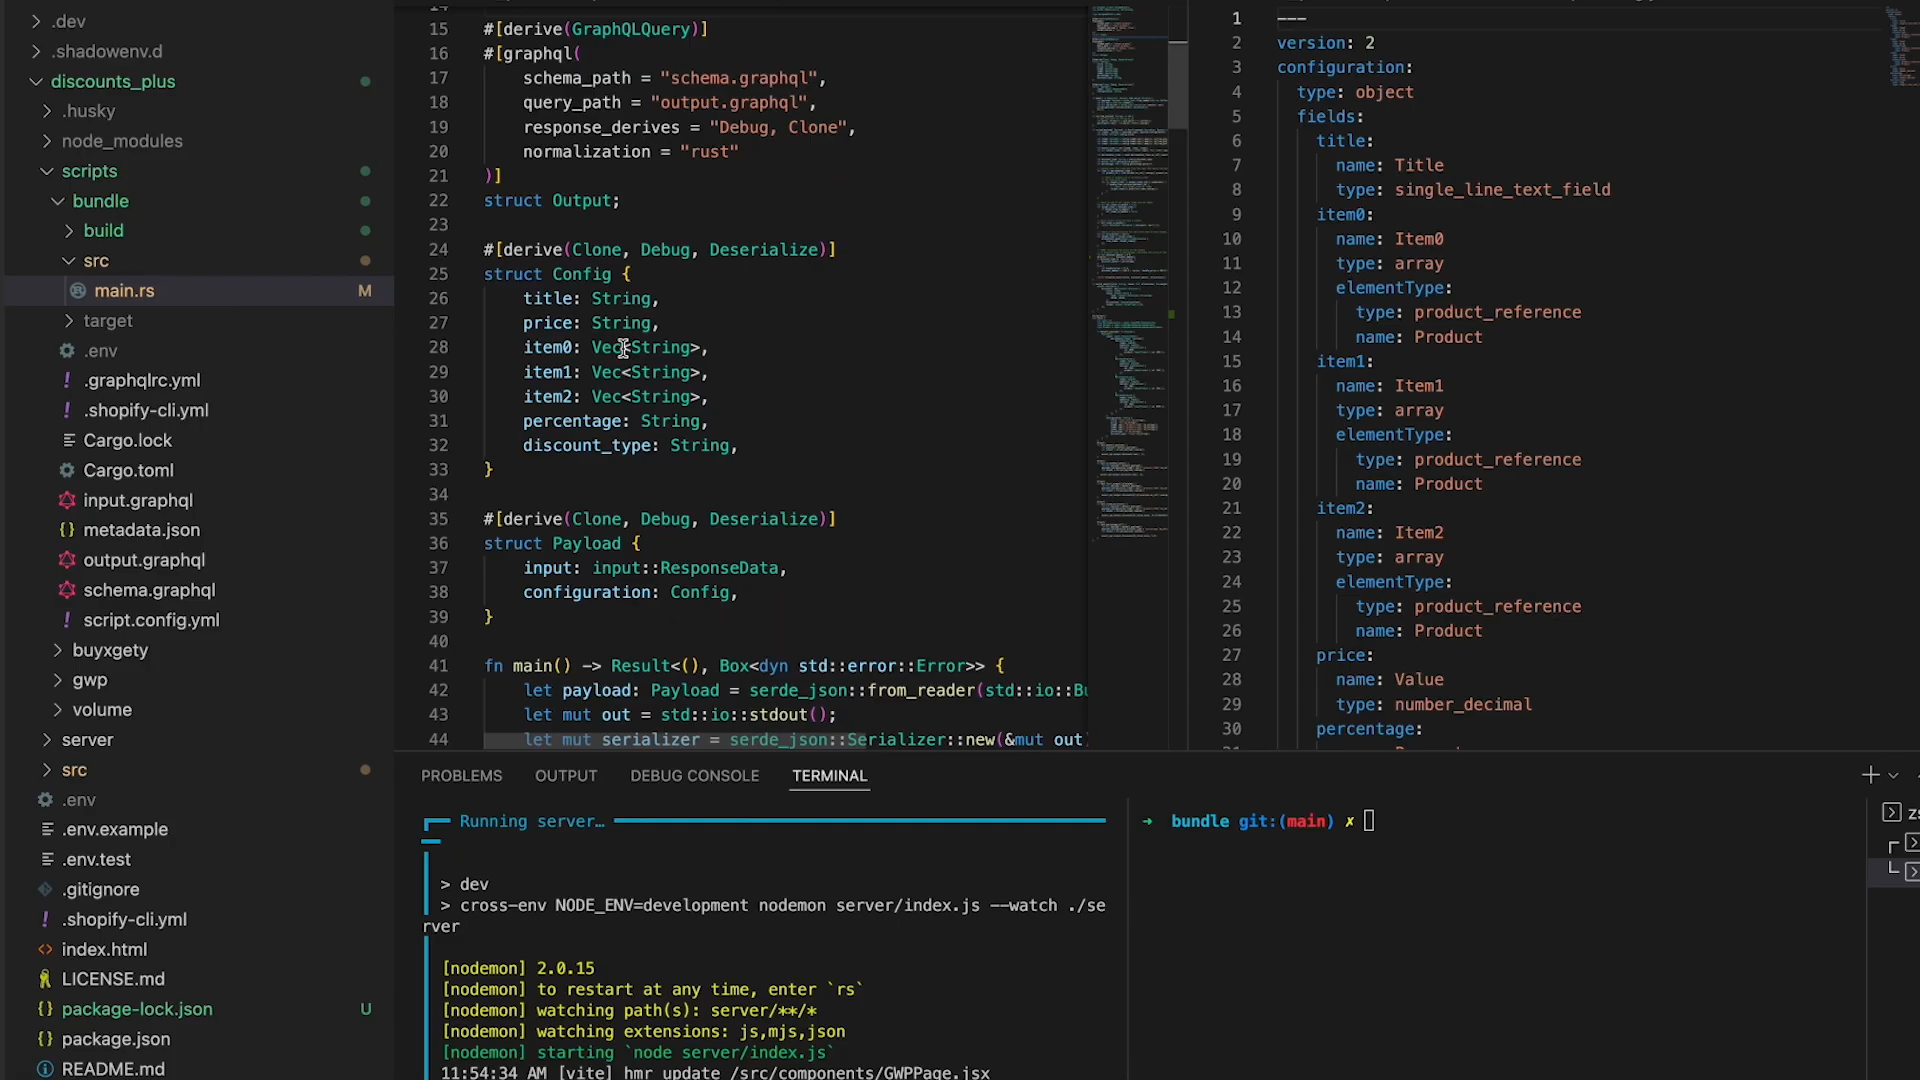 .dev
.shadowenv.d
discounts_plus
.husky
node_modules
scripts
bundle
build
src
main.rs M
target
.env
.graphqlrc.yml
.shopify-cli.yml
Cargo.lock
Cargo.toml
input.graphql
metadata.json
output.graphql
schema.graphql
script.config.yml
buyxgety
gwp
volume
server
src
.env
.env.example
.env.test
.gitignore
.shopify-cli.yml
index.html
LICENSE.md
package-lock.json U
package.json
README.md
15 #[derive(GraphQLQuery)]
16 #[graphql(
17 schema_path = "schema.graphql",
18 query_path = "output.graphql",
19 response_derives = "Debug, Clone",
20 normalization = "rust"
21 )]
22 struct Output;
23
24 #[derive(Clone, Debug, Deserialize)]
25 struct Config {
26 title: String,
27 price: String,
28 item0: Vec<String>,
29 item1: Vec<String>,
30 item2: Vec<String>,
31 percentage: String,
32 discount_type: String,
33 }
34
35 #[derive(Clone, Debug, Deserialize)]
36 struct Payload {
37 input: input::ResponseData,
38 configuration: Config,
39 }
40
41 fn main() -> Result<(), Box<dyn std::error::Error>> {
42 let payload: Payload = serde_json::from_reader(std::io::Bu
43 let mut out = std::io::stdout();
44 let mut serializer = serde_json::Serializer::new(&mut out)
1 ---
2 version: 2
3 configuration:
4 type: object
5 fields:
6 title:
7 name: Title
8 type: single_line_text_field
9 item0:
10 name: Item0
11 type: array
12 elementType:
13 type: product_reference
14 name: Product
15 item1:
16 name: Item1
17 type: array
18 elementType:
19 type: product_reference
20 name: Product
21 item2:
22 name: Item2
23 type: array
24 elementType:
25 type: product_reference
26 name: Product
27 price:
28 name: Value
29 type: number_decimal
30 percentage:
PROBLEMS OUTPUT DEBUG CONSOLE TERMINAL
Running server…
> dev
> cross-env NODE_ENV=development nodemon server/index.js --watch ./se
rver
[nodemon] 2.0.15
[nodemon] to restart at any time, enter `rs`
[nodemon] watching path(s): server/**/*
[nodemon] watching extensions: js,mjs,json
[nodemon] starting `node server/index.js`
11:54:34 AM [vite] hmr update /src/components/GWPPage.jsx
→ bundle git:(main) ✗